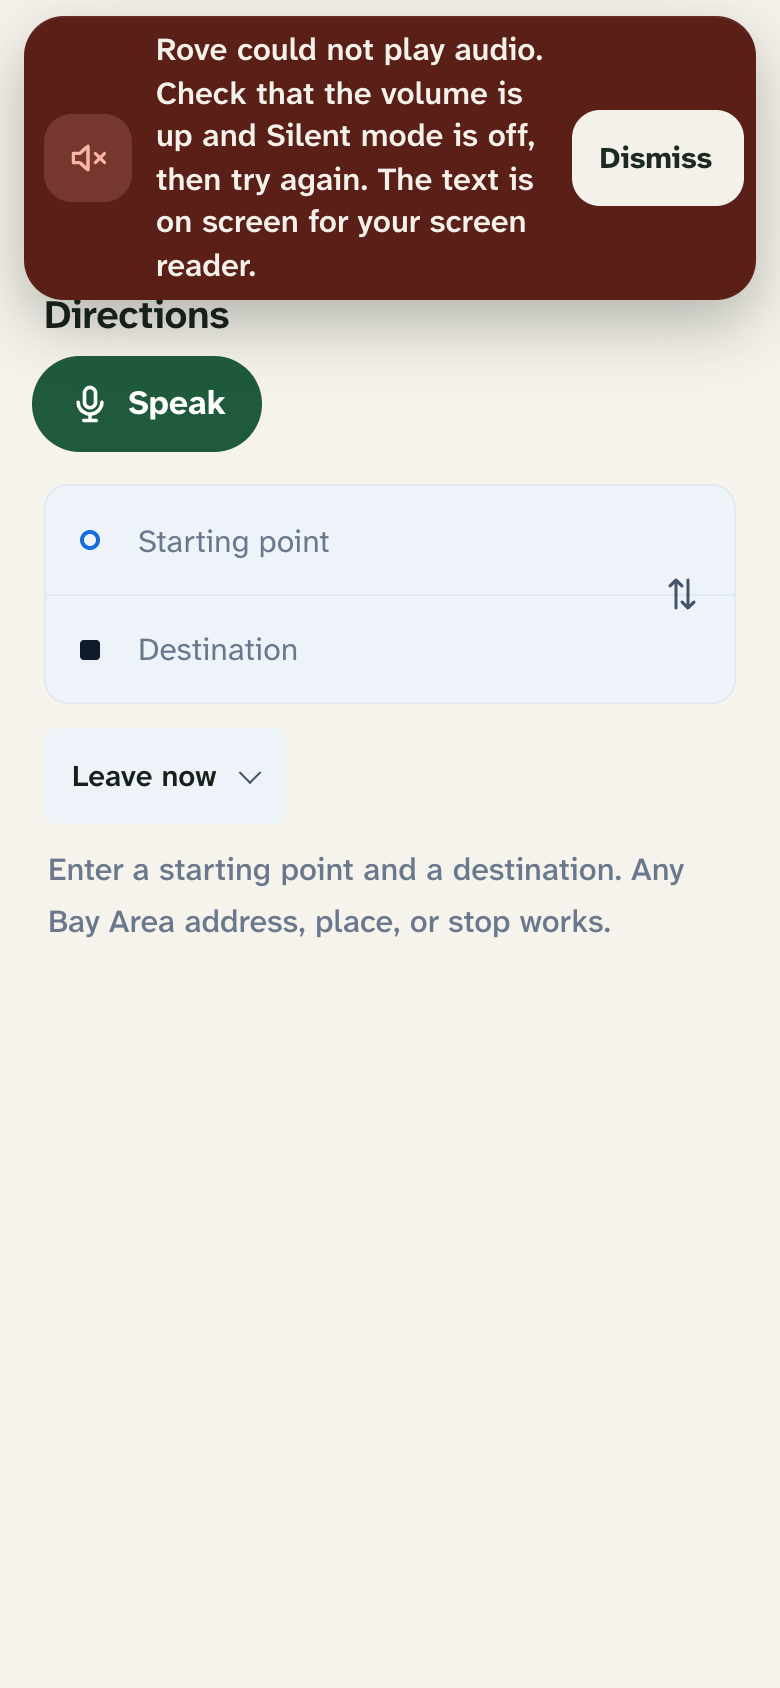 Rove could not play audio.
Check that the volume is
up and Silent mode is off,
then try again. The text is
on screen for your screen
reader.
Dismiss
Directions
Speak
Starting point
Destination
Leave now
Enter a starting point and a destination. Any
Bay Area address, place, or stop works.